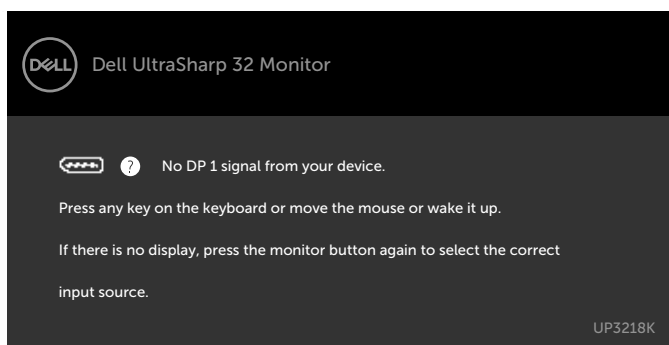 DELL
Dell UltraSharp 32 Monitor
? No DP 1 signal from your device.
Press any key on the keyboard or move the mouse or wake it up.
If there is no display, press the monitor button again to select the correct
input source.
UP3218K